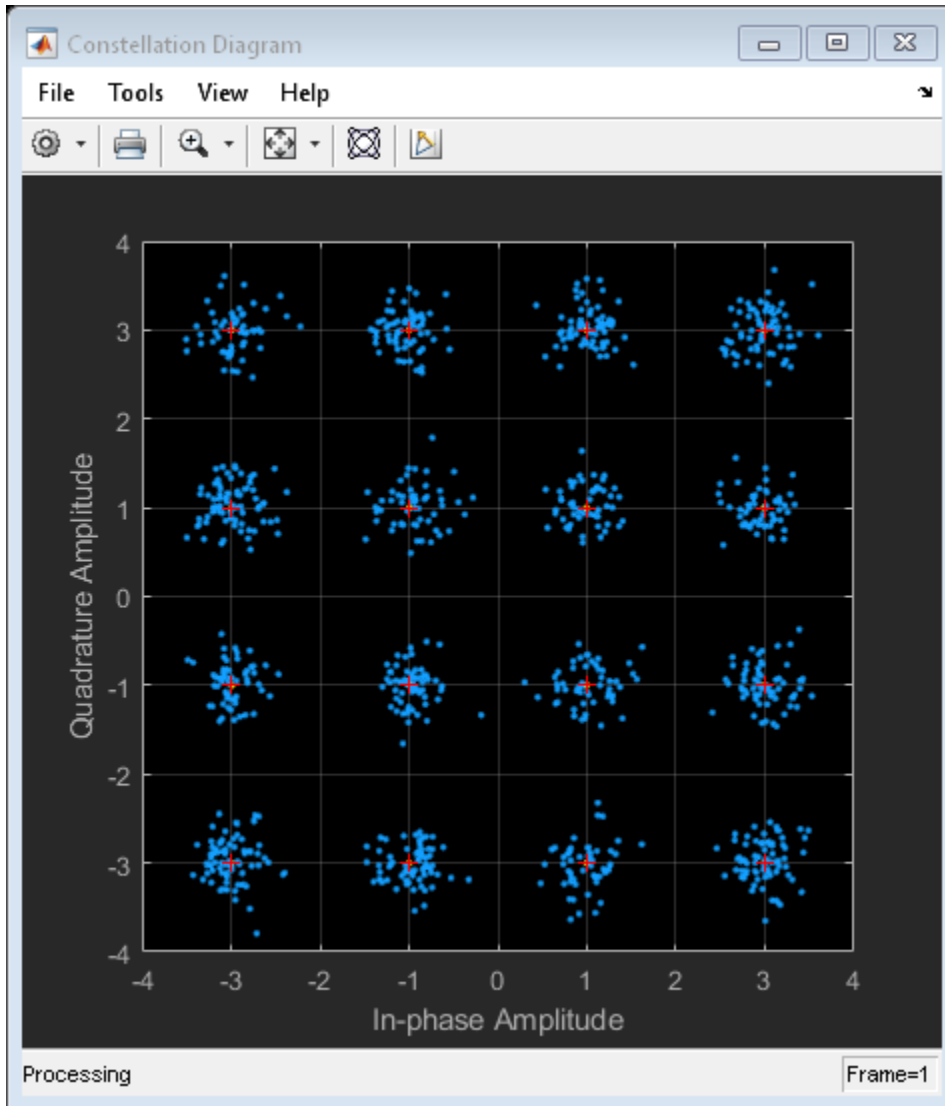 Constellation Diagram
File Tools View Help
4
3
2
1
0
-1
-2
-3
-4
Quadrature Amplitude
-4 -3 -2 -1 0 1 2 3 4
In-phase Amplitude
Processing Frame=1